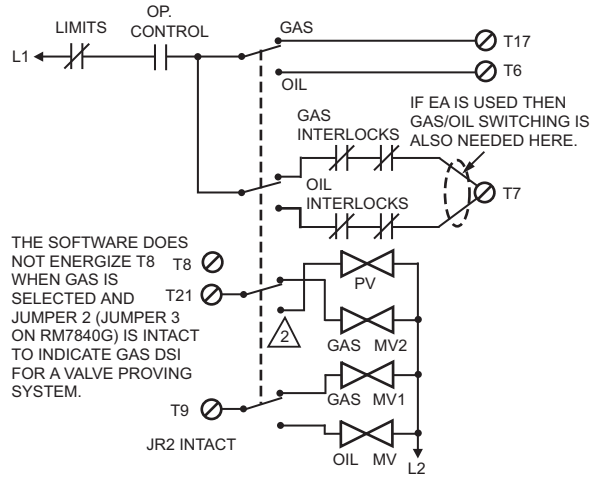 OP.
LIMITS
CONTROL
GAS
L1
T17
T6
OIL
IF EA IS USED THEN
GAS/OIL SWITCHING IS
ALSO NEEDED HERE.
GAS
INTERLOCKS
T7
OIL
INTERLOCKS
THE SOFTWARE DOES
NOT ENERGIZE T8
WHEN GAS IS
SELECTED AND
JUMPER 2 (JUMPER 3
ON RM7840G) IS INTACT
TO INDICATE GAS DSI
FOR A VALVE PROVING
SYSTEM.
T8
T21
PV
2
GAS MV2
GAS MV1
T9
JR2 INTACT
OIL MV
L2